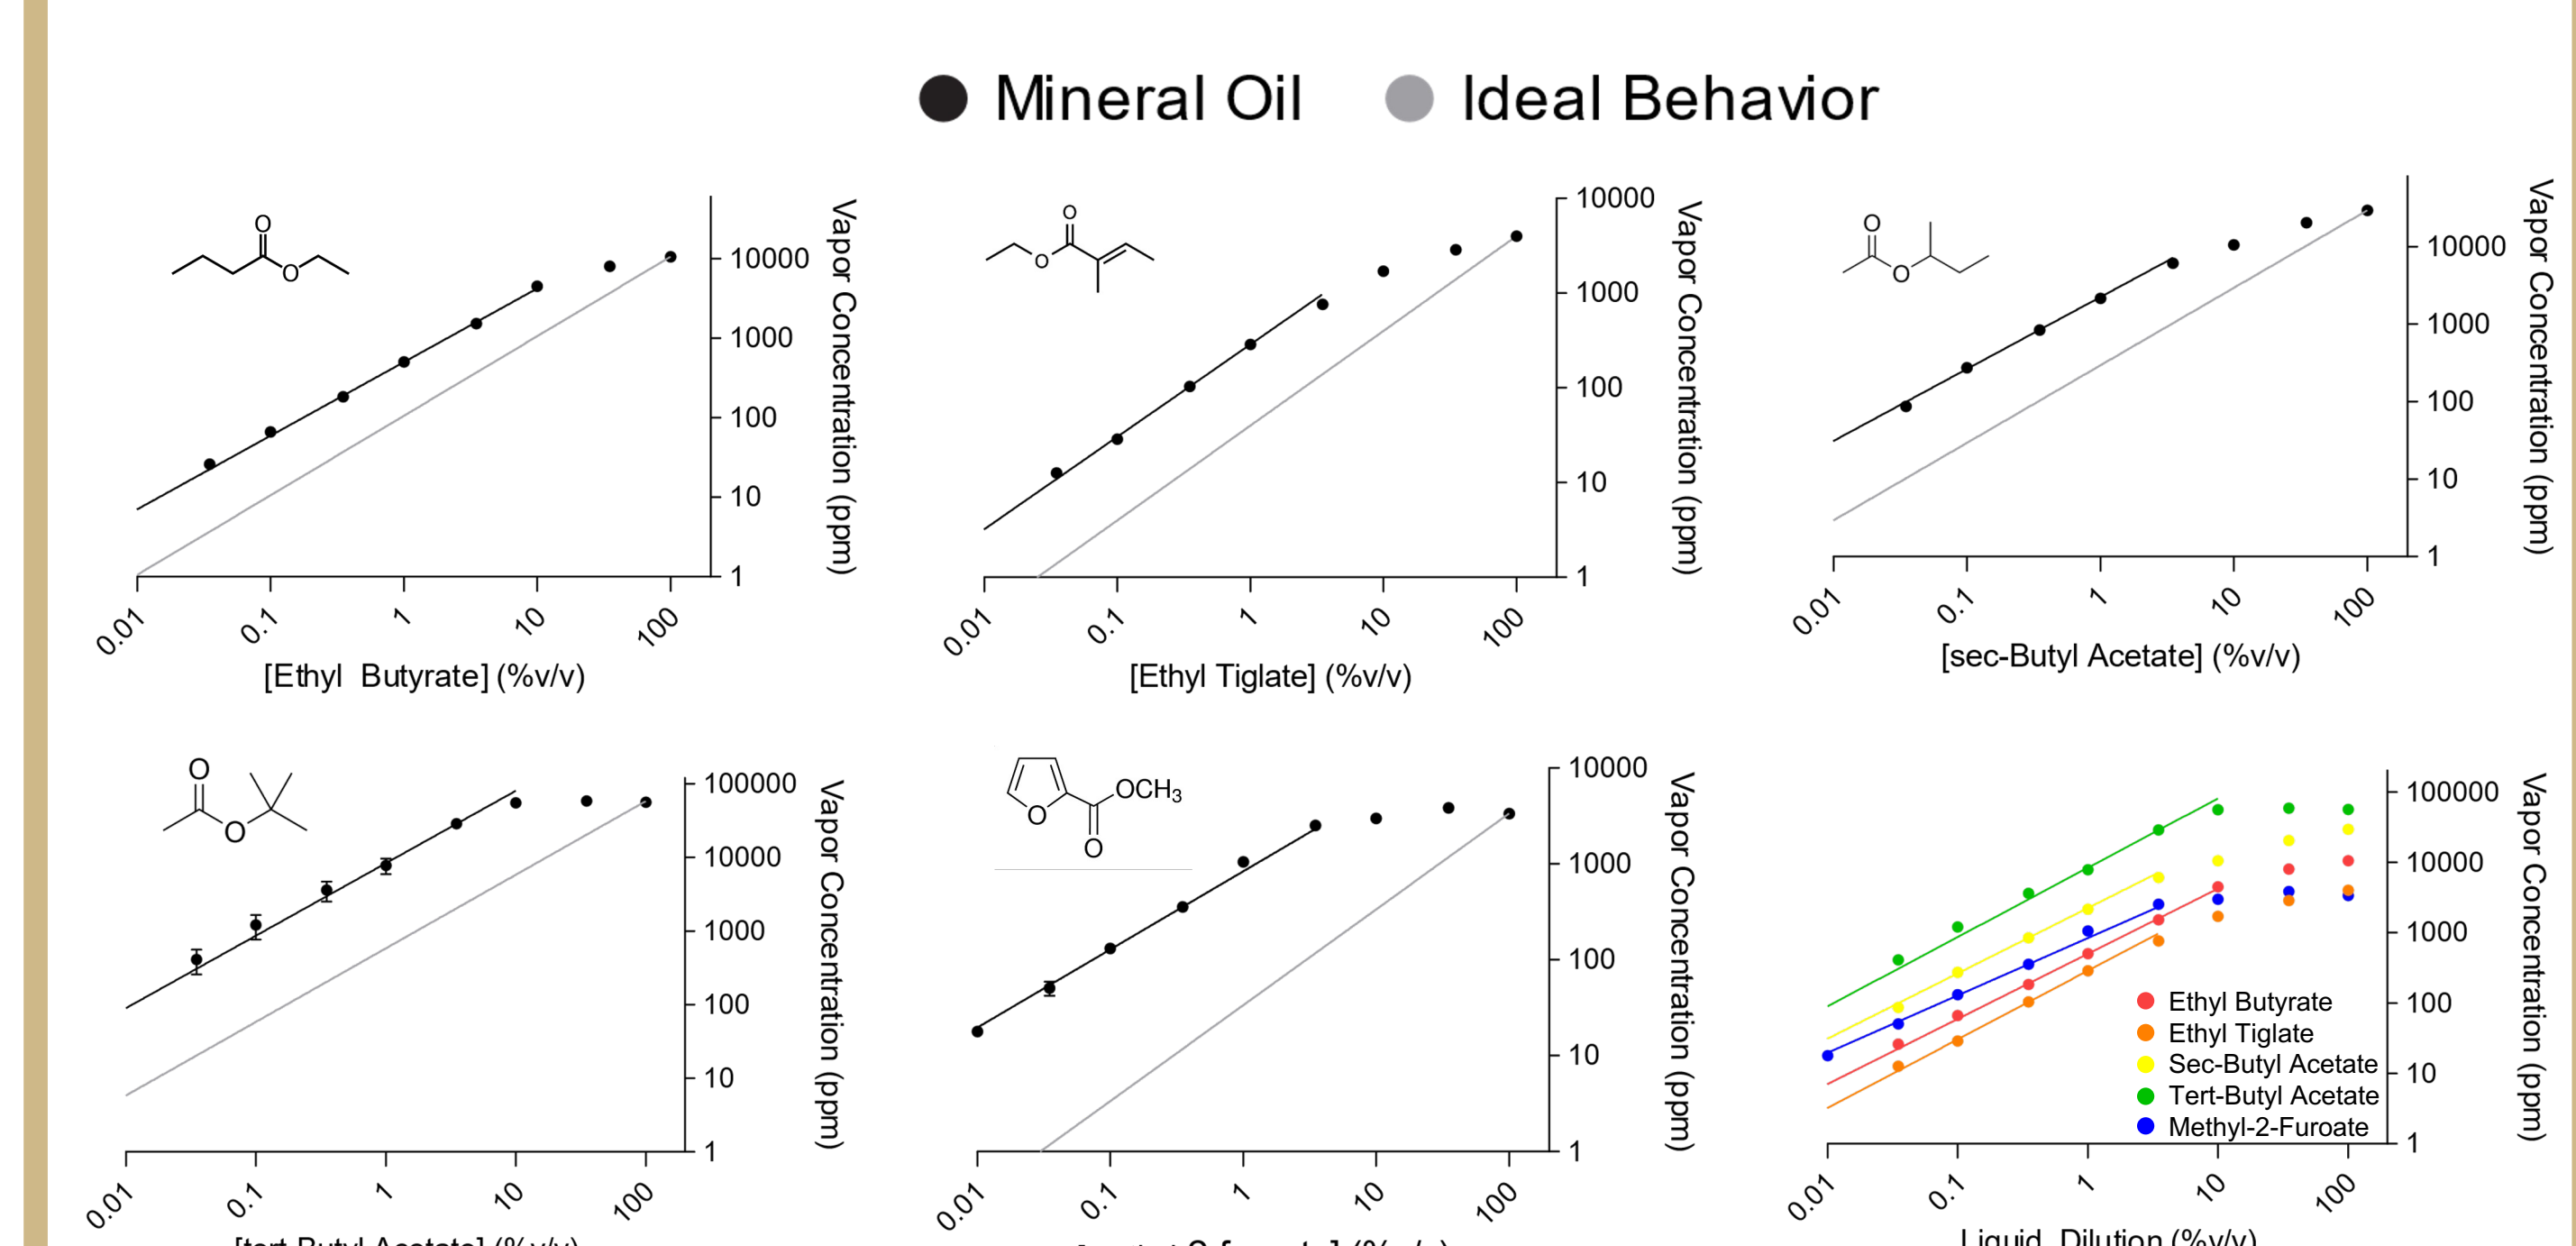 Mineral Oil Ideal Behavior
O
O
10000
1000
100
10
1
Vapor Concentration (ppm)
0.01 0.1 1 10 100
[Ethyl Butyrate] (%v/v)
O
O
10000
1000
100
10
1
Vapor Concentration (ppm)
0.01 0.1 1 10 100
[Ethyl Tiglate] (%v/v)
O
O
10000
1000
100
10
1
Vapor Concentration (ppm)
0.01 0.1 1 10 100
[sec-Butyl Acetate] (%v/v)
O
O
100000
10000
1000
100
10
1
Vapor Concentration (ppm)
0.01 0.1 1 10 100
[tert-Butyl Acetate] (%v/v)
O
OCH3
O
10000
1000
100
10
1
Vapor Concentration (ppm)
0.01 0.1 1 10 100
100000
10000
1000
100
10
1
Vapor Concentration (ppm)
Ethyl Butyrate
Ethyl Tiglate
Sec-Butyl Acetate
Tert-Butyl Acetate
Methyl-2-Furoate
0.01 0.1 1 10 100
Liquid Dilution (%v/v)